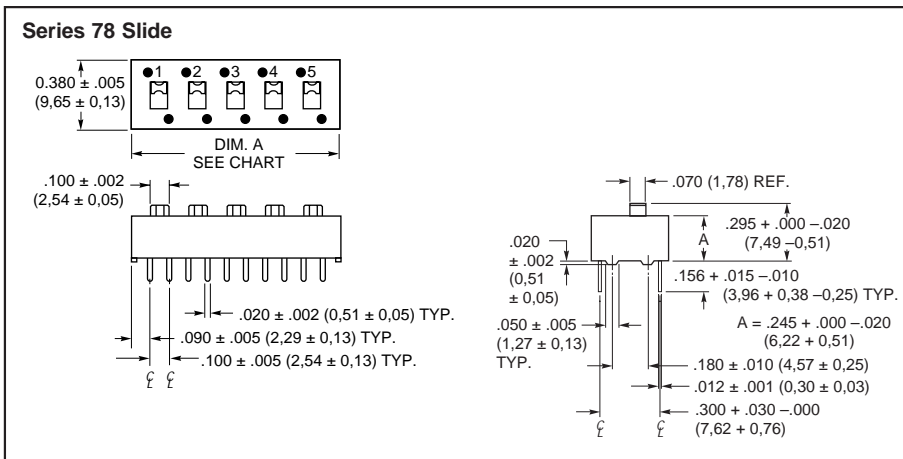 Series 78 Slide
1 2 3 4 5
0.380 ± .005
(9,65 ± 0,13)
DIM. A
SEE CHART
.100 ± .002
(2,54 ± 0,05)
.020 ± .002 (0,51 ± 0,05) TYP.
.090 ± .005 (2,29 ± 0,13) TYP.
.100 ± .005 (2,54 ± 0,13) TYP.
℄ ℄
.070 (1,78) REF.
.295 + .000 –.020
(7,49 –0,51)
A
.020
± .002
(0,51
± 0,05)
.156 + .015 –.010
(3,96 + 0,38 –0,25) TYP.
.050 ± .005
(1,27 ± 0,13)
TYP.
A = .245 + .000 –.020
(6,22 + 0,51)
.180 ± .010 (4,57 ± 0,25)
.012 ± .001 (0,30 ± 0,03)
.300 + .030 –.000
(7,62 + 0,76)
℄ ℄